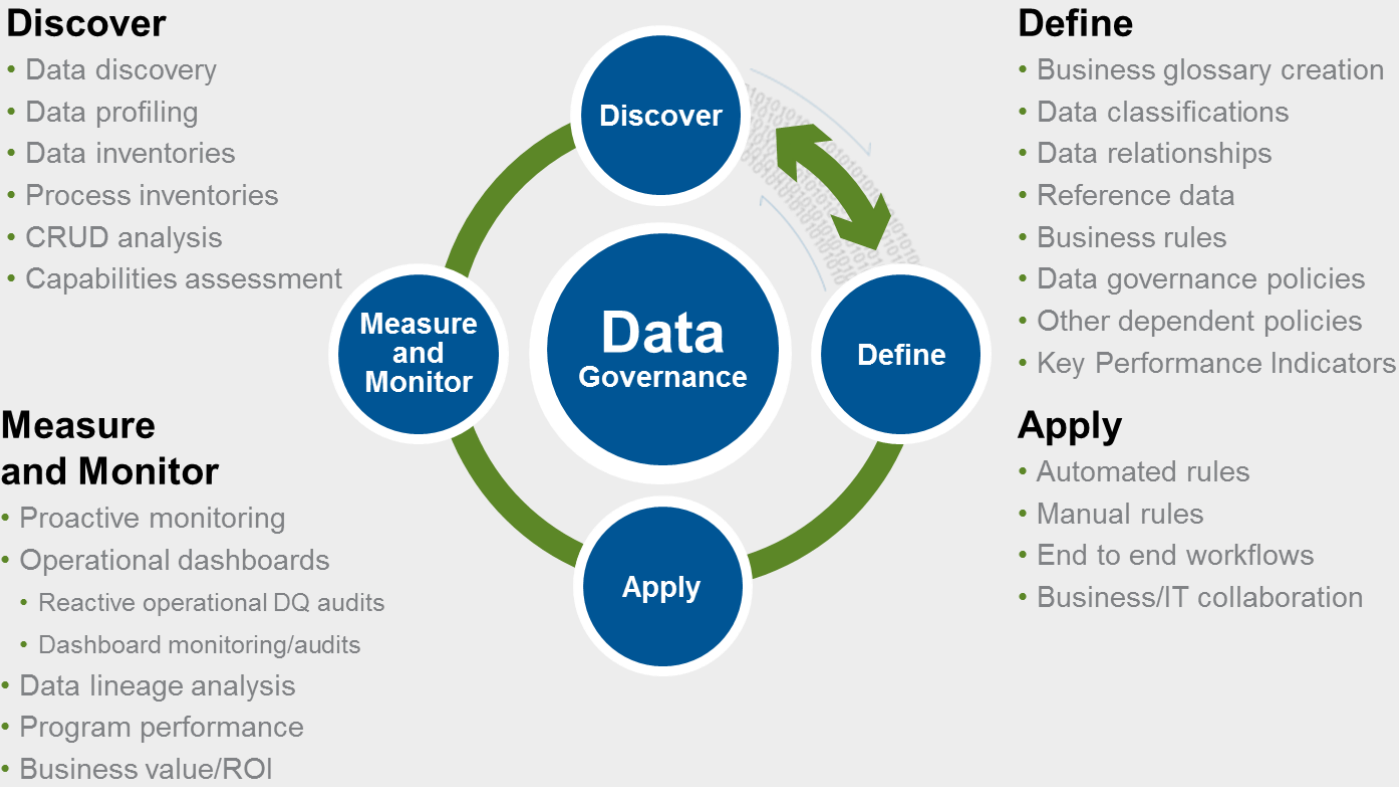 Discover
• Data discovery
• Data profiling
• Data inventories
• Process inventories
• CRUD analysis
• Capabilities assessment
Measure
and Monitor
• Proactive monitoring
• Operational dashboards
• Reactive operational DQ audits
• Dashboard monitoring/audits
• Data lineage analysis
• Program performance
• Business value/ROI
Discover
Measure
and
Monitor
Data
Governance
Define
Apply
Define
• Business glossary creation
• Data classifications
• Data relationships
• Reference data
• Business rules
• Data governance policies
• Other dependent policies
• Key Performance Indicators
Apply
• Automated rules
• Manual rules
• End to end workflows
• Business/IT collaboration